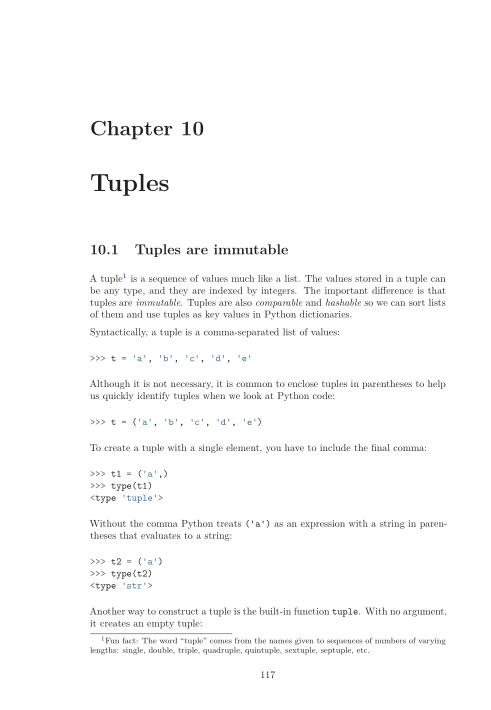 Chapter 10
Tuples
10.1 Tuples are immutable
A tuple¹ is a sequence of values much like a list. The values stored in a tuple can
be any type, and they are indexed by integers. The important difference is that
tuples are immutable. Tuples are also comparable and hashable so we can sort lists
of them and use tuples as key values in Python dictionaries.
Syntactically, a tuple is a comma-separated list of values:
>>> t = 'a', 'b', 'c', 'd', 'e'
Although it is not necessary, it is common to enclose tuples in parentheses to help
us quickly identify tuples when we look at Python code:
>>> t = ('a', 'b', 'c', 'd', 'e')
To create a tuple with a single element, you have to include the final comma:
>>> t1 = ('a',)
>>> type(t1)
<type 'tuple'>
Without the comma Python treats ('a') as an expression with a string in paren-
theses that evaluates to a string:
>>> t2 = ('a')
>>> type(t2)
<type 'str'>
Another way to construct a tuple is the built-in function tuple. With no argument,
it creates an empty tuple:
¹Fun fact: The word “tuple” comes from the names given to sequences of numbers of varying
lengths: single, double, triple, quadruple, quintuple, sextuple, septuple, etc.
117